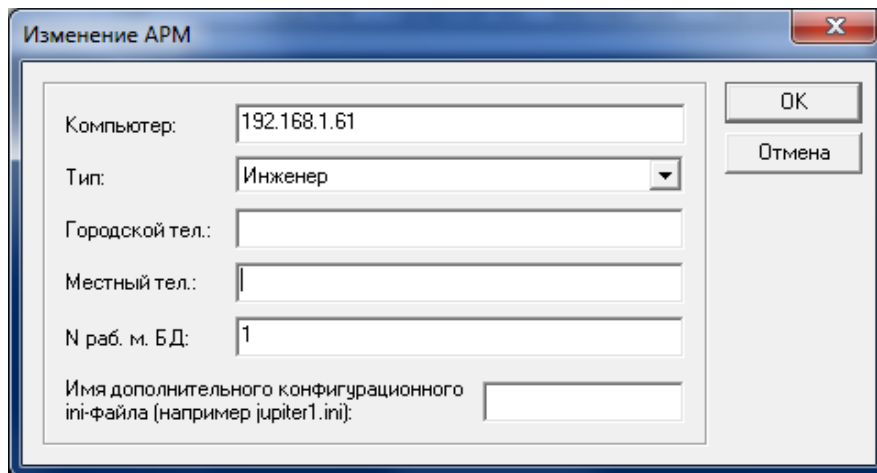 Изменение АРМ
OK
Компьютер: 192.168.1.61
Отмена
Тип: Инженер
Городской тел.:
Местный тел.:
N раб. м. БД: 1
Имя дополнительного конфигурационного
ini-файла (например jupiter1.ini):